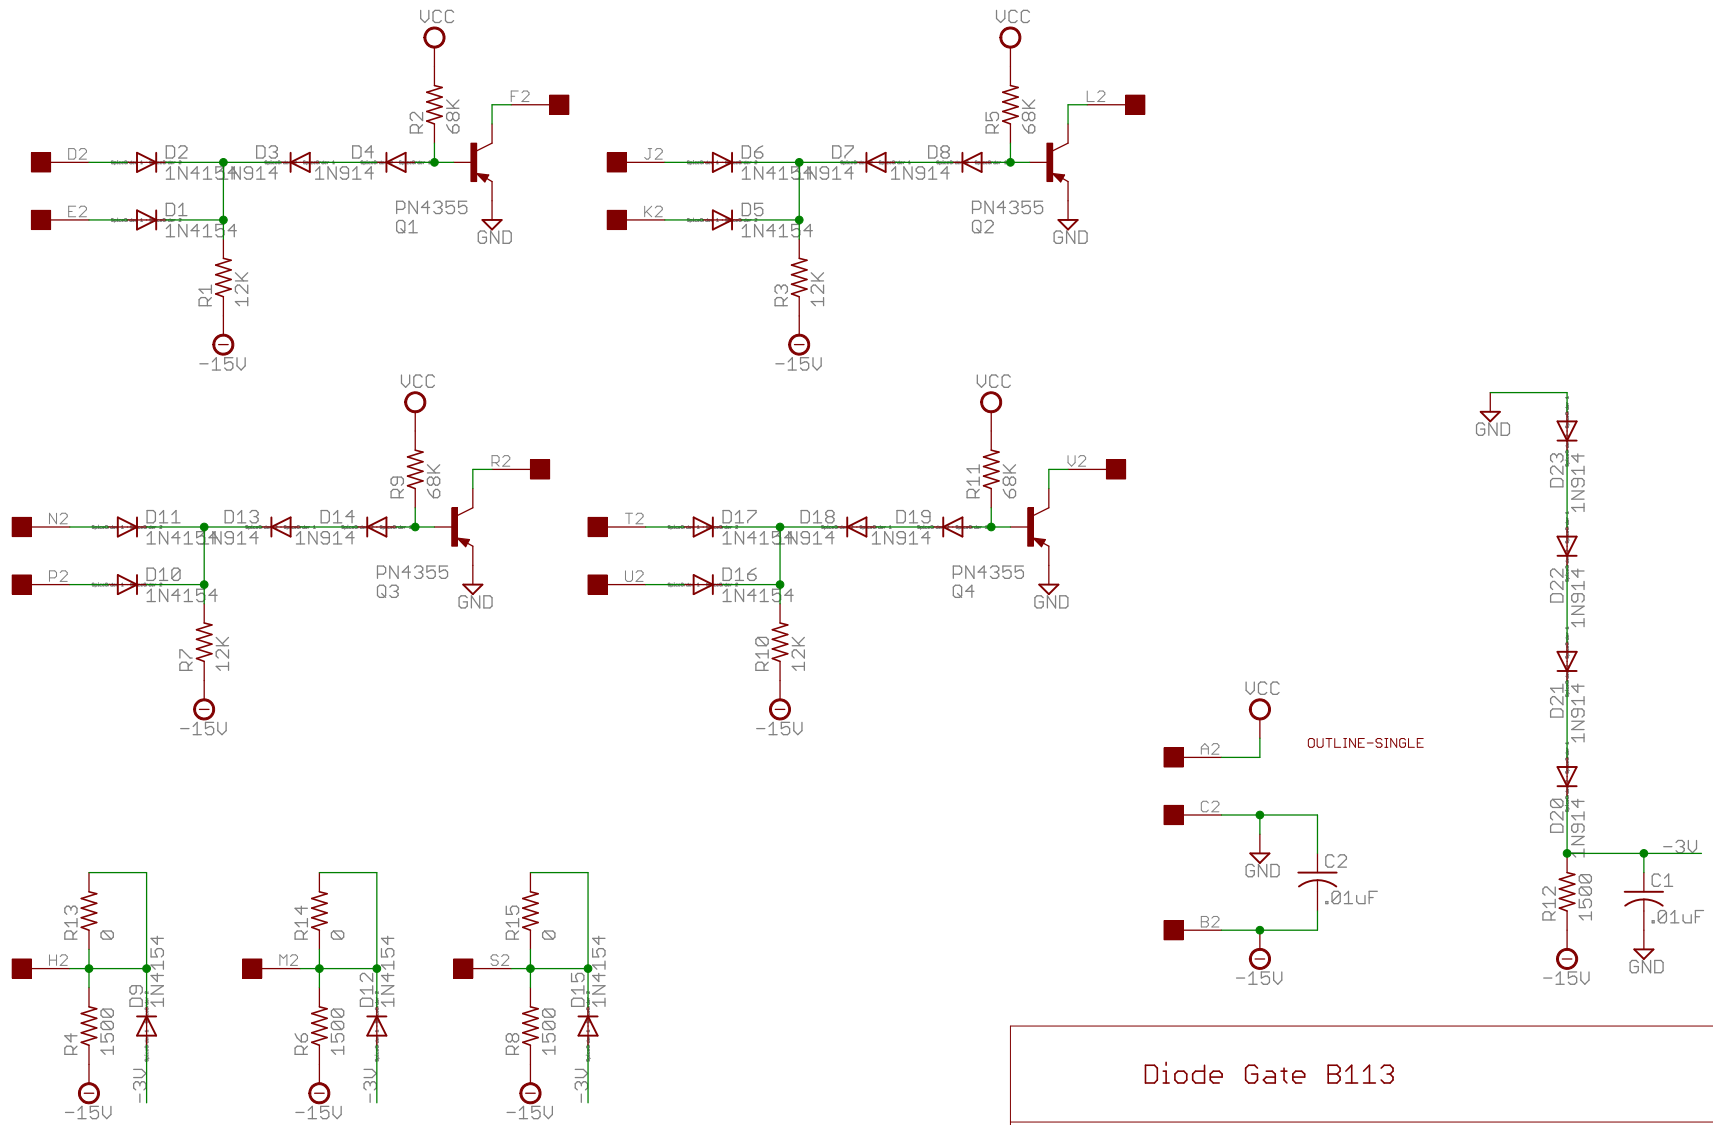 VCC
R2
68K
F2
D2
D2
1N4154
D3
1N914
D4
1N914
E2
D1
1N4154
PN4355
Q1
GND
R1
12K
-15V
VCC
R5
68K
L2
J2
D6
1N4154
D7
1N914
D8
1N914
K2
D5
1N4154
PN4355
Q2
GND
R3
12K
-15V
VCC
R9
68K
R2
N2
D11
1N4154
D13
1N914
D14
1N914
P2
D10
1N4154
PN4355
Q3
GND
R7
12K
-15V
VCC
R11
68K
V2
T2
D17
1N4154
D18
1N914
D19
1N914
U2
D16
1N4154
PN4355
Q4
GND
R10
12K
-15V
GND
D23
1N914
D22
1N914
D21
1N914
D20
1N914
-3V
R12
1500
C1
.01uF
-15V
GND
VCC
A2
OUTLINE-SINGLE
C2
GND
C2
.01uF
B2
-15V
R13
0
H2
D9
1N4154
R4
1500
-15V
-3V
R14
0
M2
D12
1N4154
R6
1500
-15V
-3V
R15
0
S2
D15
1N4154
R8
1500
-15V
-3V
Diode Gate B113